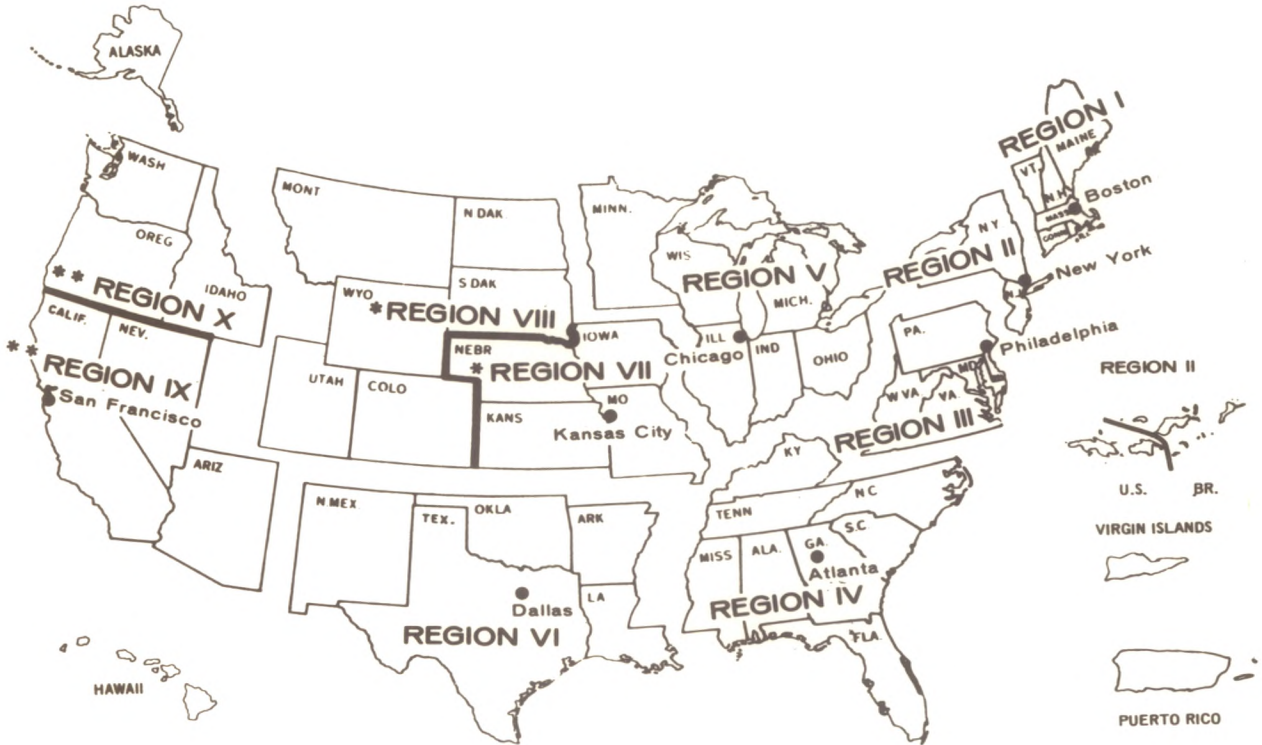 ALASKA
REGION I
MAINE
VT.
N.H.
WASH
MONT
N DAK.
MINN.
Boston
MASS
CONN.
R.I.
OREG
N Y
WIS
REGION V
REGION II
New York
** REGION X
IDAHO
S DAK
WYO
*REGION VIII
MICH.
N.J.
CALIF.
NEV.
IOWA
ILL
IND
OHIO
PA.
Philadelphia
Chicago
NEBR
* REGION VII
MD
REGION II
** REGION IX
UTAH
COLO
San Francisco
KANS
MO
Kansas City
W VA
VA.
REGION III
KY
ARIZ
U.S. BR.
VIRGIN ISLANDS
N MEX
TEX.
OKLA
ARK
TENN
N C
S.C.
MISS
ALA.
GA.
Atlanta
Dallas
LA
REGION IV
REGION VI
FLA.
HAWAII
PUERTO RICO